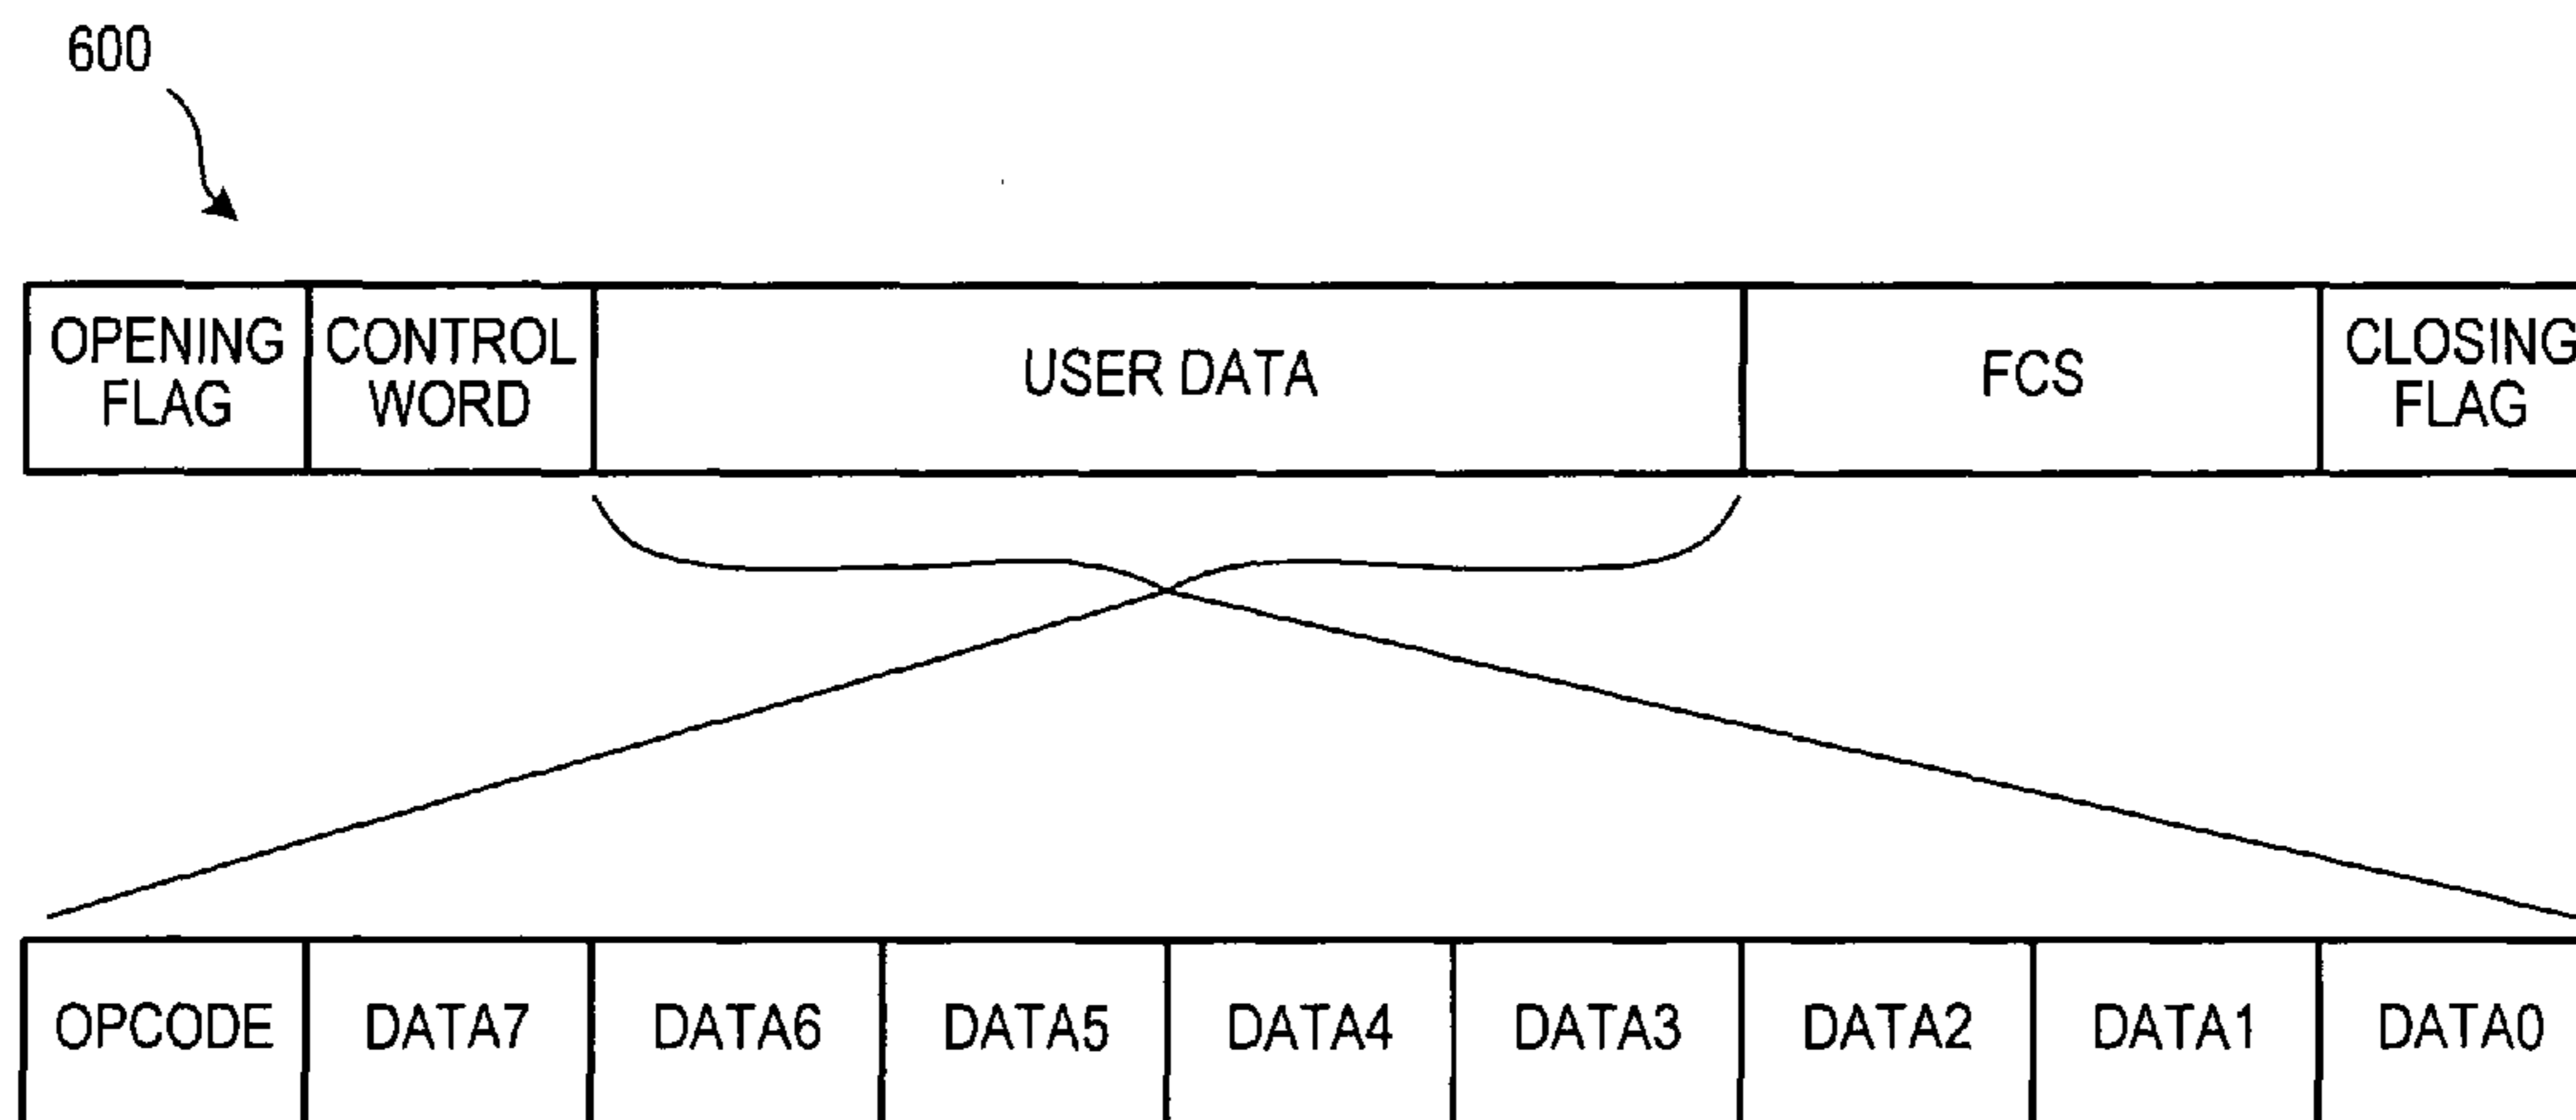 600
OPENING FLAG
CONTROL WORD
USER DATA
FCS
CLOSING FLAG
OPCODE
DATA7
DATA6
DATA5
DATA4
DATA3
DATA2
DATA1
DATA0